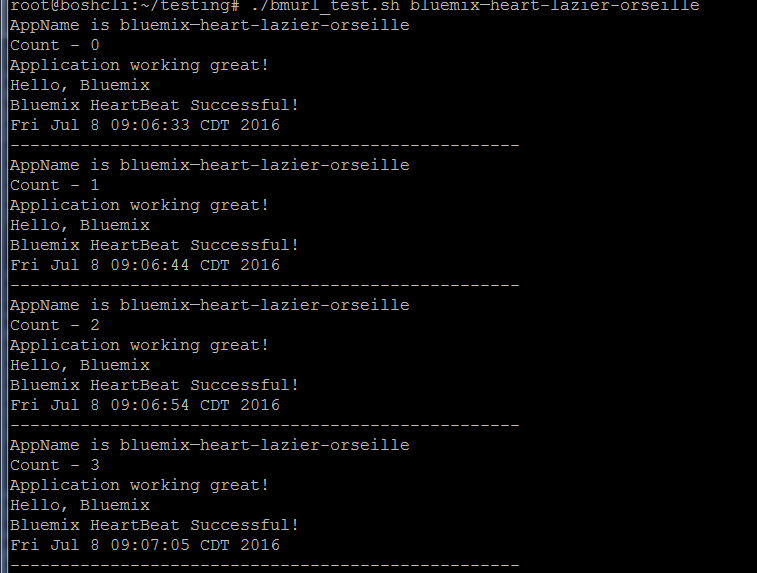 root@boshcli:~/testing# ./bmurl_test.sh bluemix—heart-lazier-orseille
AppName is bluemix—heart-lazier-orseille
Count - 0
Application working great!
Hello, Bluemix
Bluemix HeartBeat Successful!
Fri Jul 8 09:06:33 CDT 2016
---------------------------------------------------
AppName is bluemix—heart-lazier-orseille
Count - 1
Application working great!
Hello, Bluemix
Bluemix HeartBeat Successful!
Fri Jul 8 09:06:44 CDT 2016
---------------------------------------------------
AppName is bluemix—heart-lazier-orseille
Count - 2
Application working great!
Hello, Bluemix
Bluemix HeartBeat Successful!
Fri Jul 8 09:06:54 CDT 2016
---------------------------------------------------
AppName is bluemix—heart-lazier-orseille
Count - 3
Application working great!
Hello, Bluemix
Bluemix HeartBeat Successful!
Fri Jul 8 09:07:05 CDT 2016
---------------------------------------------------